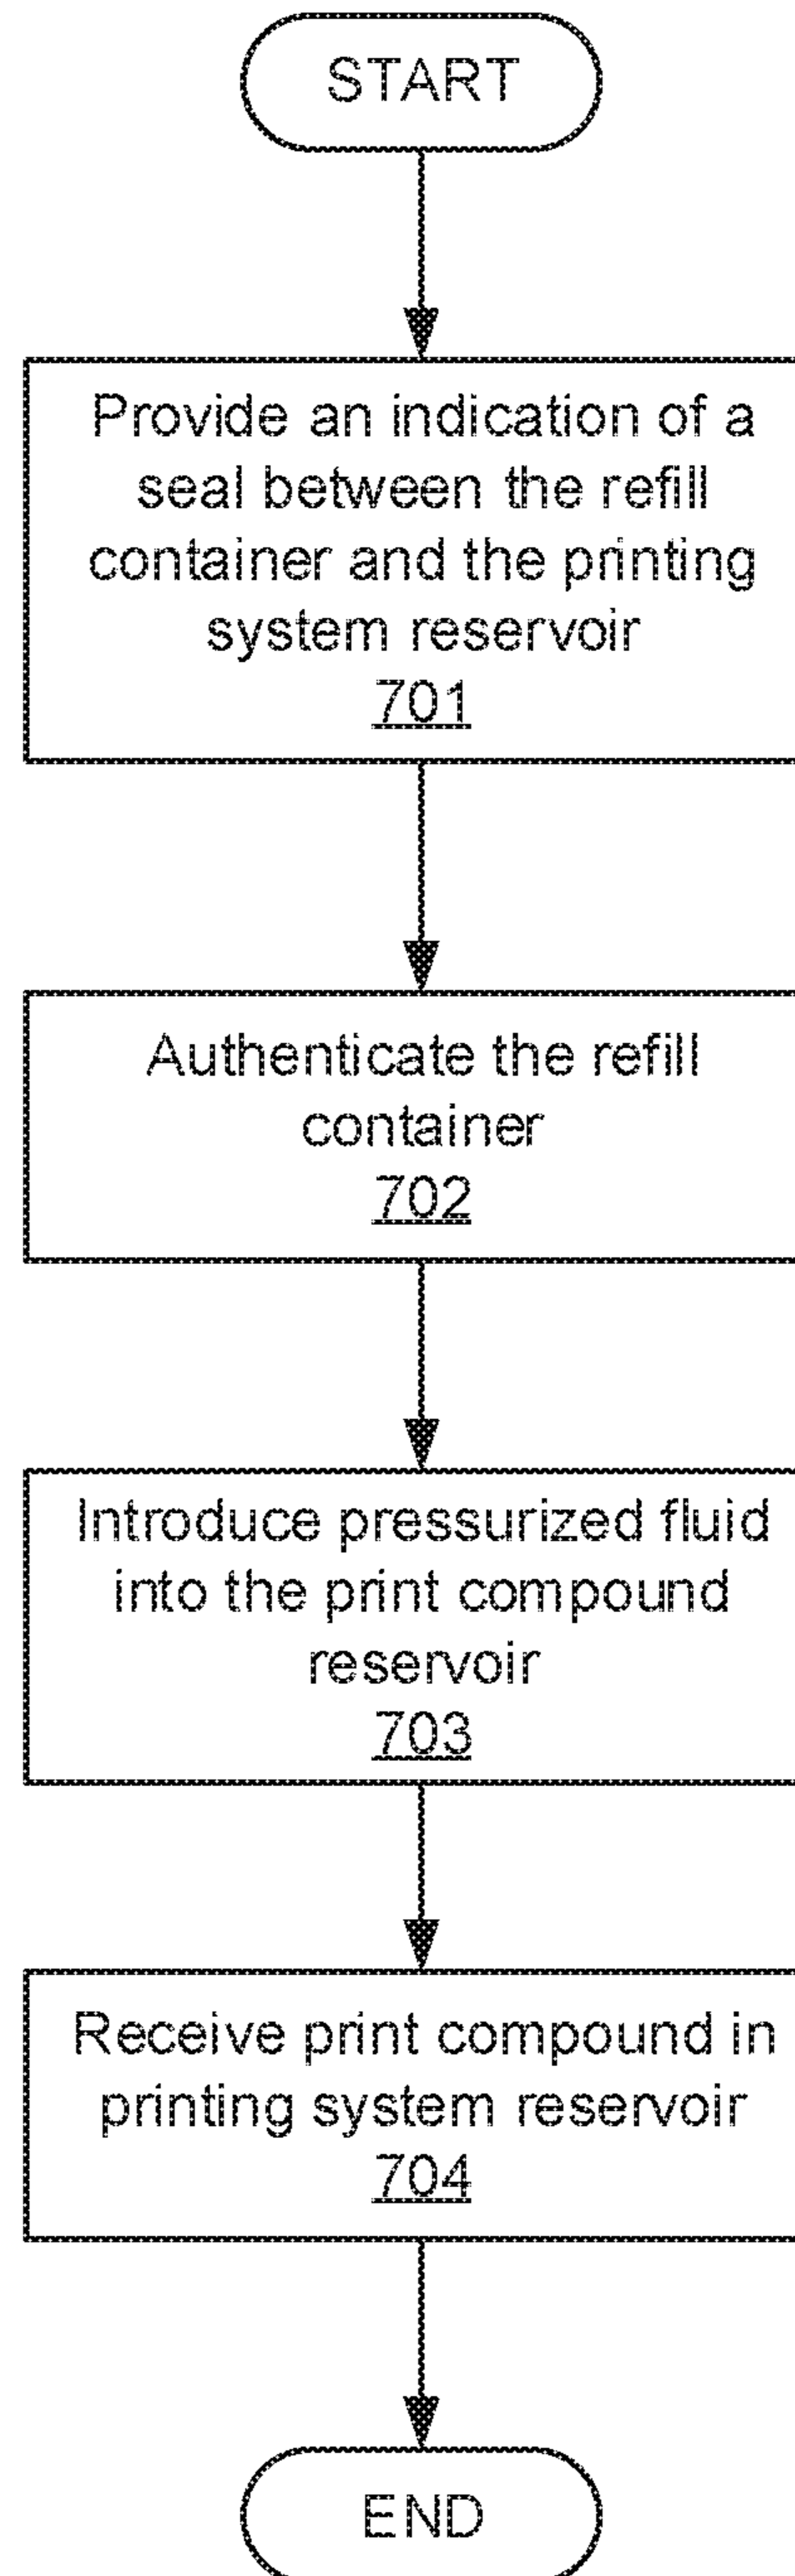 START
Provide an indication of a
seal between the refill
container and the printing
system reservoir
701
Authenticate the refill
container
702
Introduce pressurized fluid
into the print compound
reservoir
703
Receive print compound in
printing system reservoir
704
END